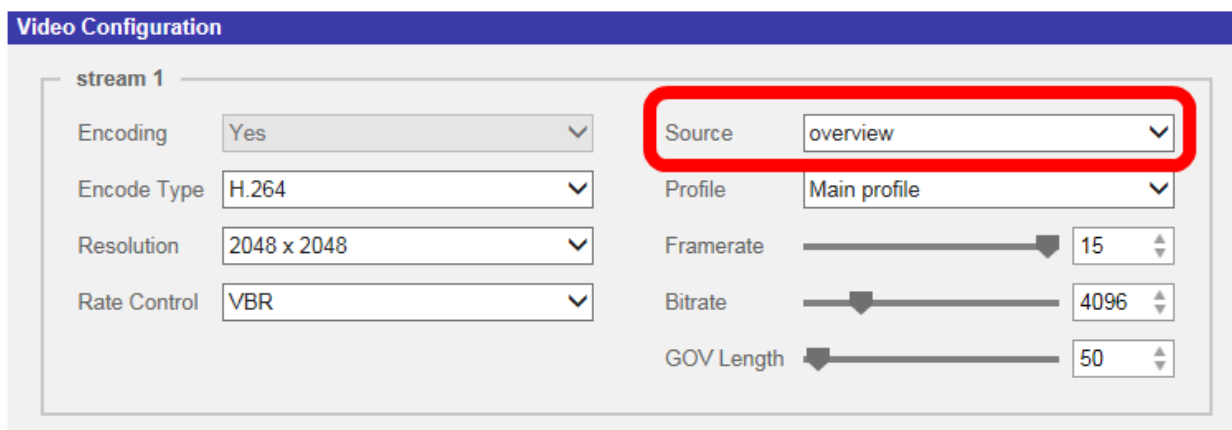 Video Configuration
stream 1
Encoding Yes Source overview
Encode Type H.264 Profile Main profile
Resolution 2048 x 2048 Framerate 15
Rate Control VBR Bitrate 4096
GOV Length 50